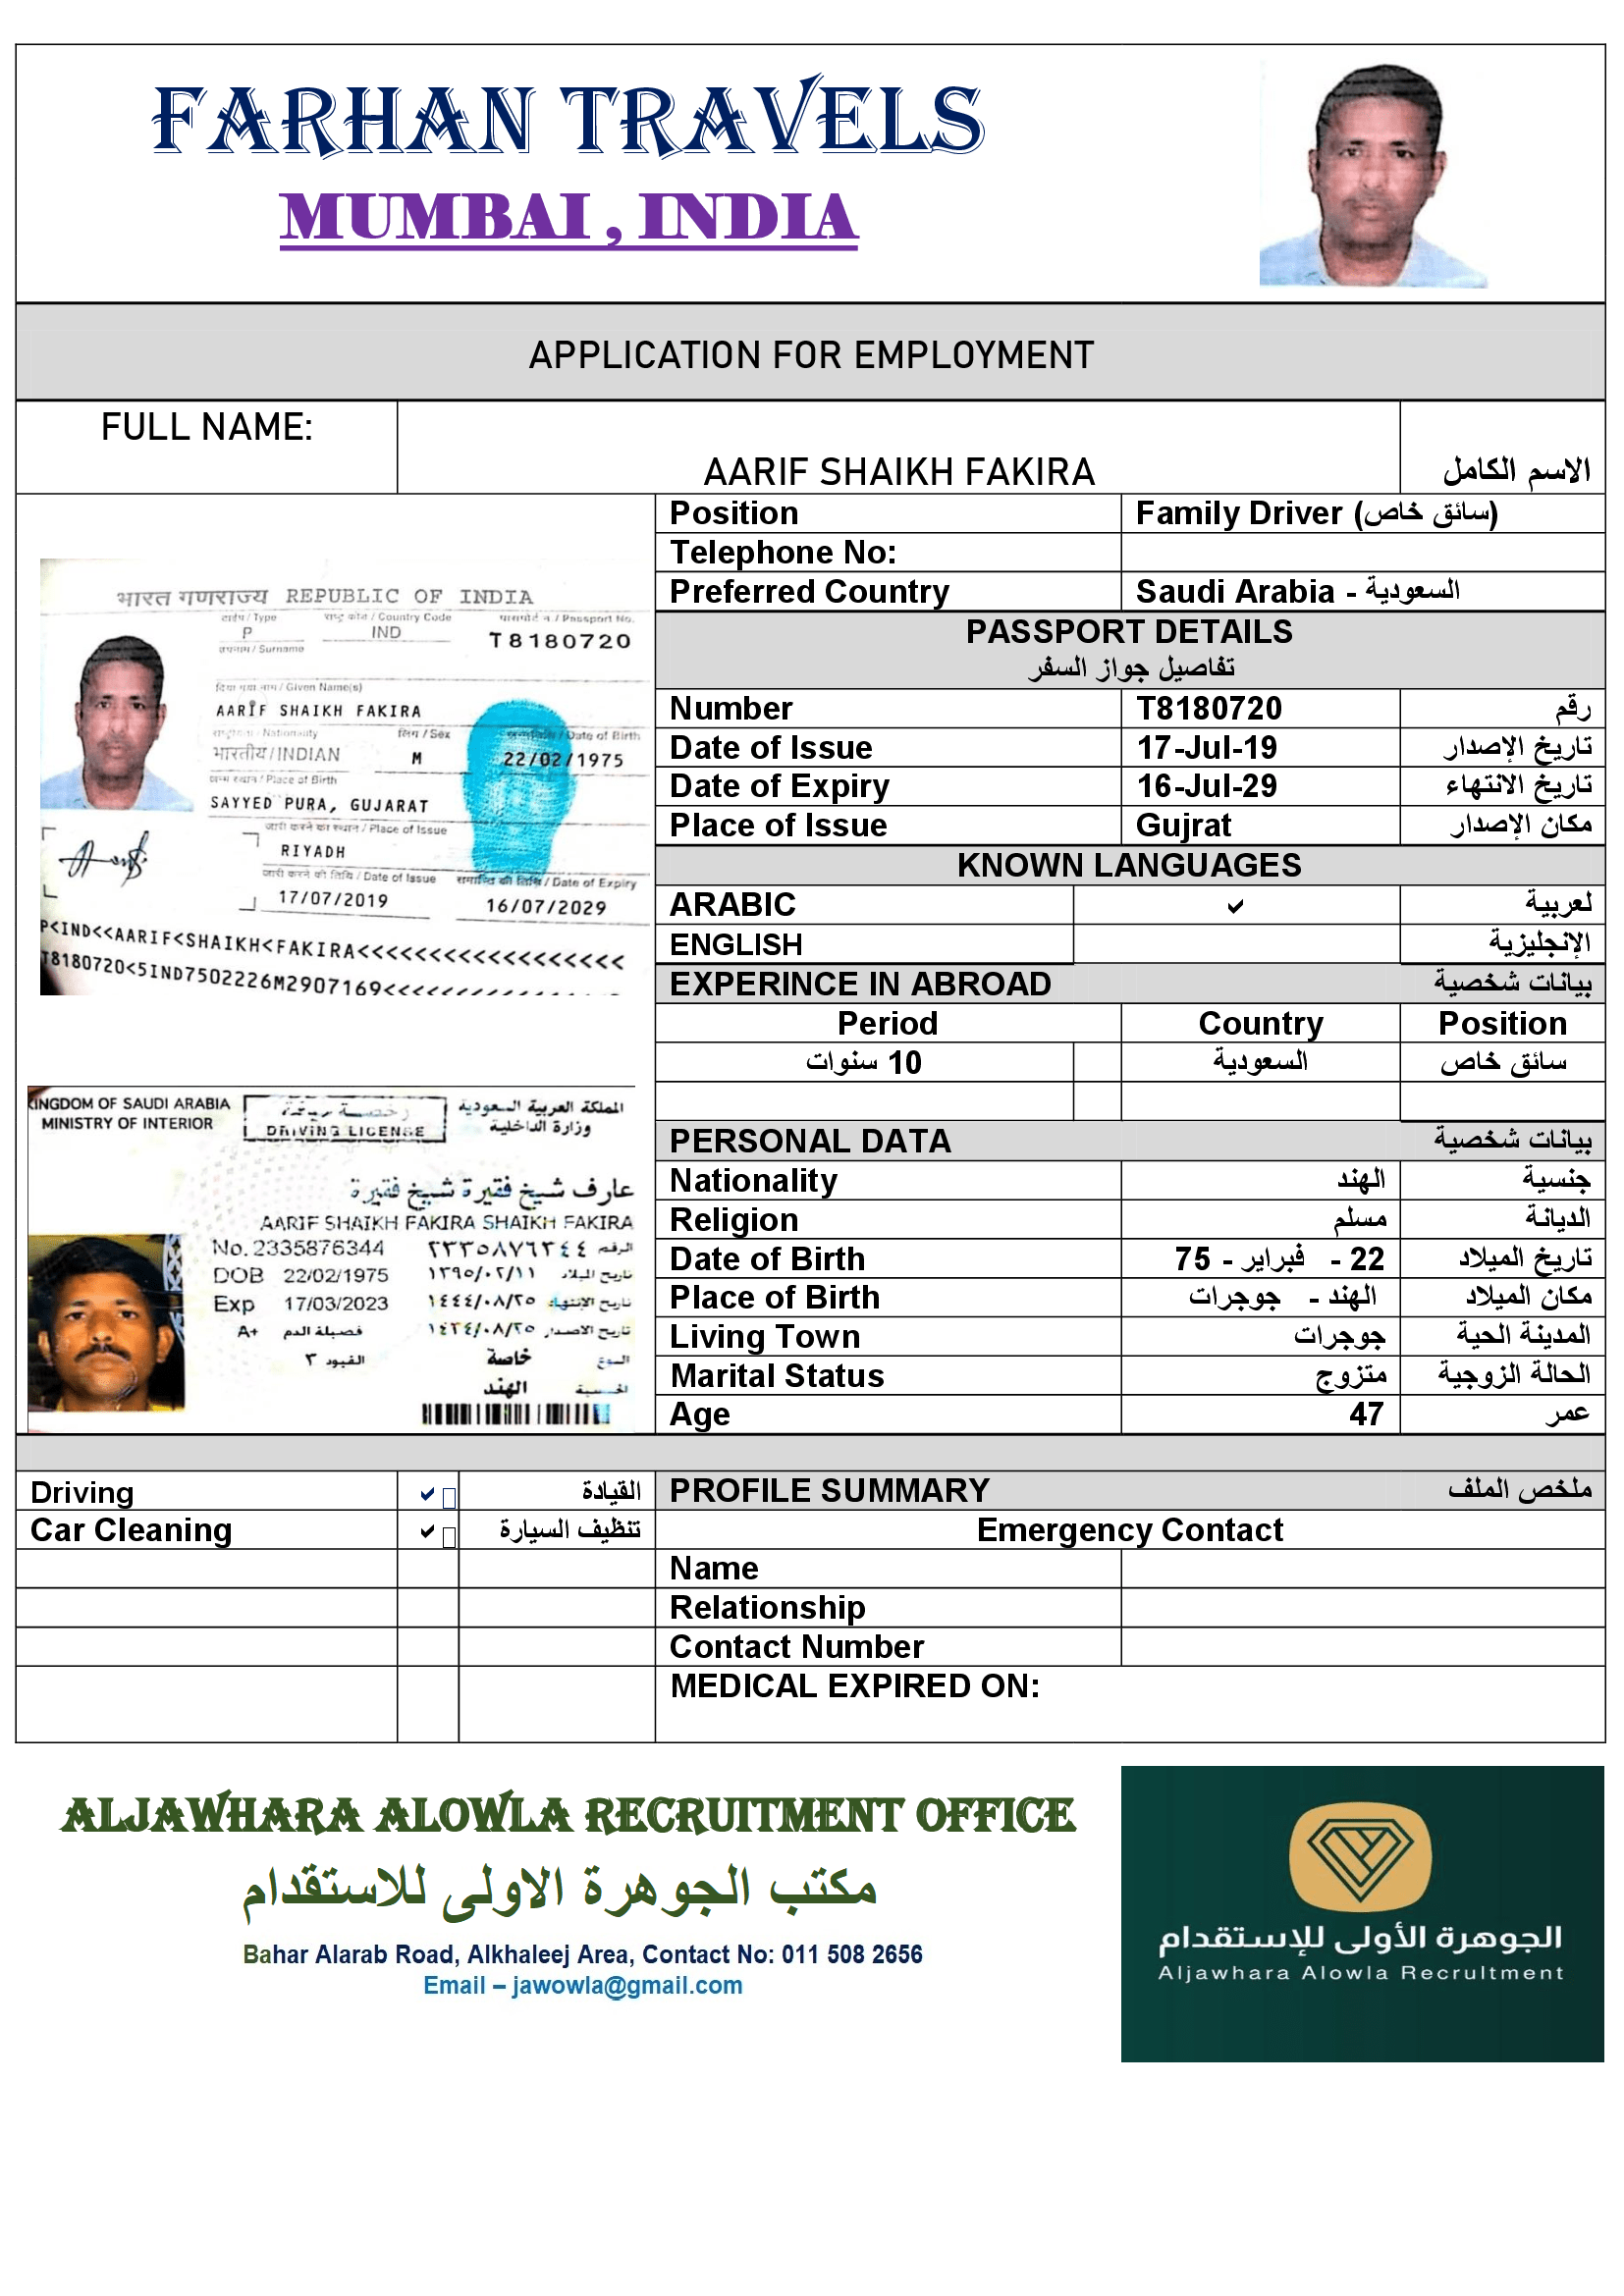 FARHAN TRAVELS
MUMBAI , INDIA
APPLICATION FOR EMPLOYMENT
FULL NAME:
AARIF SHAIKH FAKIRA
الاسم الكامل
Position Family Driver (سائق خاص)
Telephone No:
Preferred Country Saudi Arabia - السعودية
PASSPORT DETAILS
تفاصيل جواز السفر
Number T8180720 رقم
Date of Issue 17-Jul-19 تاريخ الإصدار
Date of Expiry 16-Jul-29 تاريخ الانتهاء
Place of Issue Gujrat مكان الإصدار
KNOWN LANGUAGES
ARABIC ✓ لعربية
ENGLISH الإنجليزية
EXPERINCE IN ABROAD بيانات شخصية
Period Country Position
10 سنوات السعودية سائق خاص
PERSONAL DATA بيانات شخصية
Nationality الهند جنسية
Religion مسلم الديانة
Date of Birth 22 - فبراير - 75 تاريخ الميلاد
Place of Birth الهند - جوجرات مكان الميلاد
Living Town جوجرات المدينة الحية
Marital Status متزوج الحالة الزوجية
Age 47 عمر
भारत गणराज्य REPUBLIC OF INDIA
टाईप / Type राष्ट्र कोड / Country Code पासपोर्ट न. / Passport No.
P IND T8180720
उपनाम / Surname
दिया गया नाम / Given Name(s)
AARIF SHAIKH FAKIRA
राष्ट्रीयता / Nationality लिंग / Sex Date of Birth
भारतीय / INDIAN M 22/02/1975
जन्म स्थान / Place of Birth
SAYYED PURA, GUJARAT
जारी करने का स्थान / Place of Issue
RIYADH
जारी करने की तिथि / Date of Issue समाप्ति की तिथि / Date of Expiry
17/07/2019 16/07/2029
P<IND<<AARIF<SHAIKH<FAKIRA<<<<<<<<<<<<<<<<<<
T8180720<5IND7502226M2907169<<<<<<<<<<<<<<
KINGDOM OF SAUDI ARABIA المملكة العربية السعودية
MINISTRY OF INTERIOR وزارة الداخلية
DRIVING LICENSE
عارف شيخ فقيرة شيخ فقيرة
AARIF SHAIKH FAKIRA SHAIKH FAKIRA
No. 2335876344 الرقم ٢٣٣٥٨٧٦٣٤٤
DOB 22/02/1975 تاريخ الميلاد ١٣٩٥/٠٢/١١
Exp 17/03/2023 تاريخ الانتهاء ١٤٤٤/٠٨/٢٥
A+ فصيلة الدم تاريخ الاصدار ١٤٣٤/٠٨/٢٥
القيود ٣ النوع خاصة
الجنسية الهند
Driving ✓ القيادة
Car Cleaning ✓ تنظيف السيارة
PROFILE SUMMARY ملخص الملف
Emergency Contact
Name
Relationship
Contact Number
MEDICAL EXPIRED ON:
ALJAWHARA ALOWLA RECRUITMENT OFFICE
مكتب الجوهرة الاولى للاستقدام
Bahar Alarab Road, Alkhaleej Area, Contact No: 011 508 2656
Email – jawowla@gmail.com
الجوهرة الأولى للإستقدام
Aljawhara Alowla Recruitment